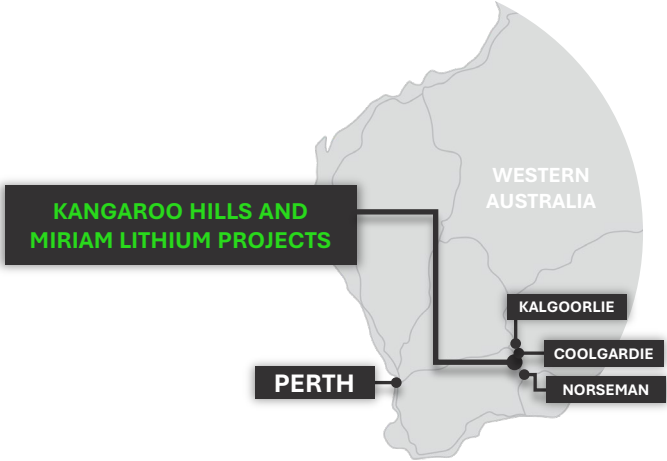 WESTERN
AUSTRALIA
KANGAROO HILLS AND
MIRIAM LITHIUM PROJECTS
KALGOORLIE
COOLGARDIE
PERTH
NORSEMAN